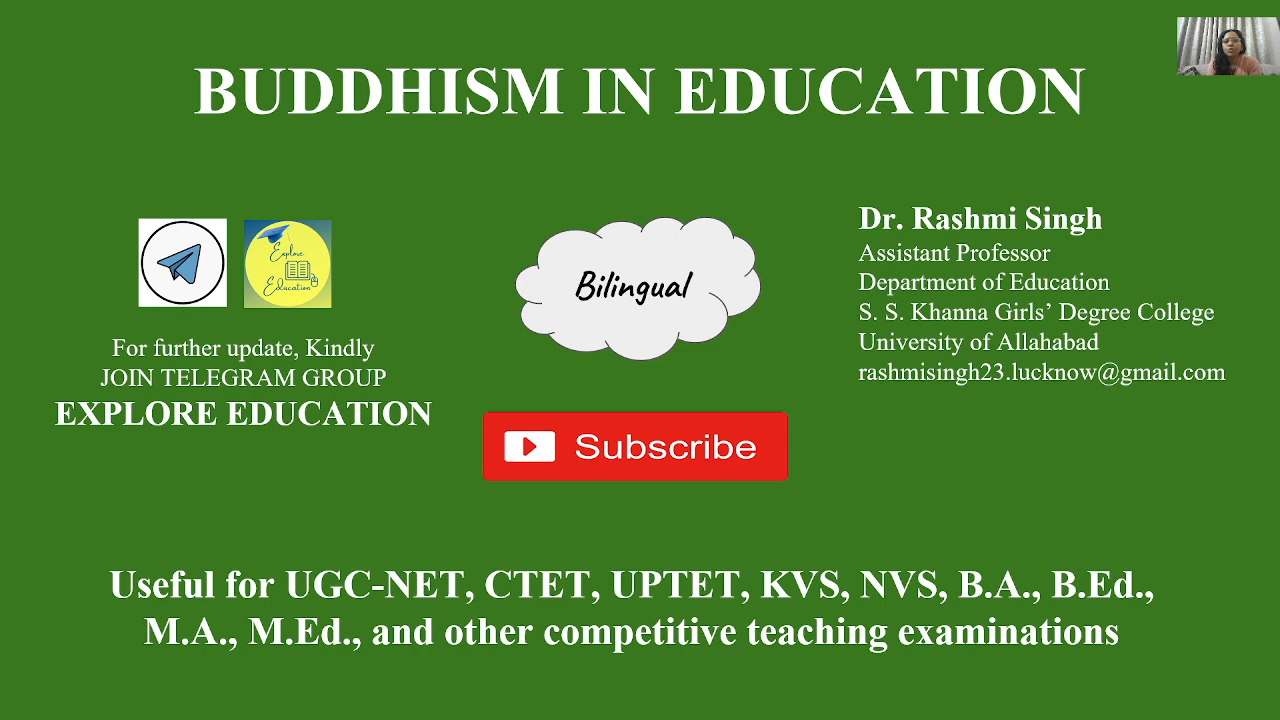 BUDDHISM IN EDUCATION
Explore
Education
For further update, Kindly
JOIN TELEGRAM GROUP
EXPLORE EDUCATION
Bilingual
Subscribe
Dr. Rashmi Singh
Assistant Professor
Department of Education
S. S. Khanna Girls’ Degree College
University of Allahabad
rashmisingh23.lucknow@gmail.com
Useful for UGC-NET, CTET, UPTET, KVS, NVS, B.A., B.Ed.,
M.A., M.Ed., and other competitive teaching examinations